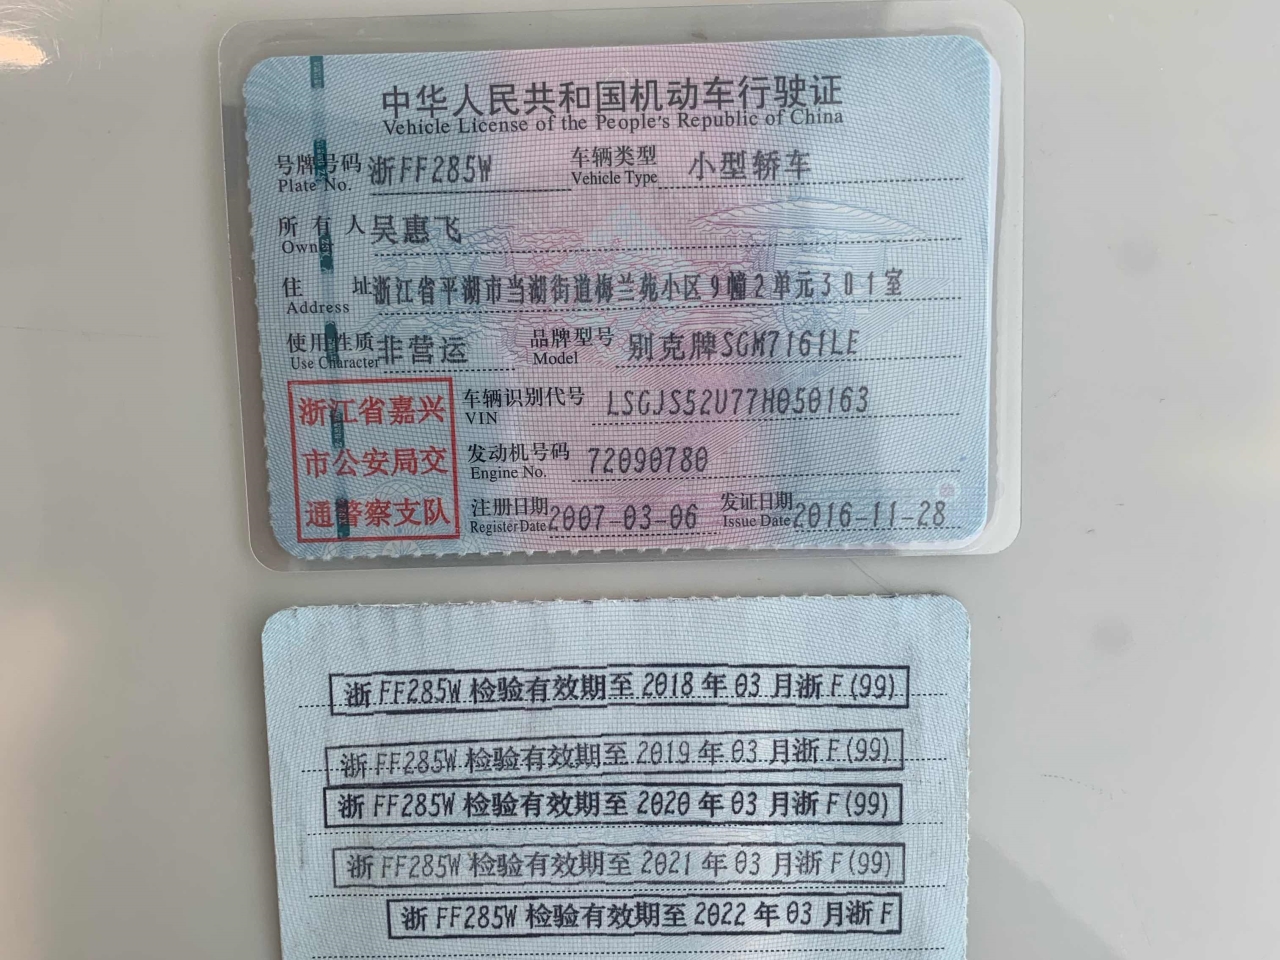 中华人民共和国机动车行驶证
Vehicle License of the People's Republic of China
号牌号码 浙FF285W 车辆类型 小型轿车
Plate No. Vehicle Type
所有人 吴惠飞
Owner
住址 浙江省平湖市当湖街道梅兰苑小区9幢2单元301室
Address
使用性质 非营运 品牌型号 别克牌SGM7161LE
Use Character Model
浙江省嘉兴
市公安局交
通警察支队
车辆识别代号 LSGJS52U77H050163
VIN
发动机号码 72090780
Engine No.
注册日期 2007-03-06 发证日期 2016-11-28
Register Date Issue Date
浙FF285W 检验有效期至 2018 年 03 月浙 F(99)
浙FF285W 检验有效期至 2019 年 03 月浙 F(99)
浙FF285W 检验有效期至 2020 年 03 月浙 F(99)
浙FF285W 检验有效期至 2021 年 03 月浙 F(99)
浙FF285W 检验有效期至 2022 年 03 月浙 F